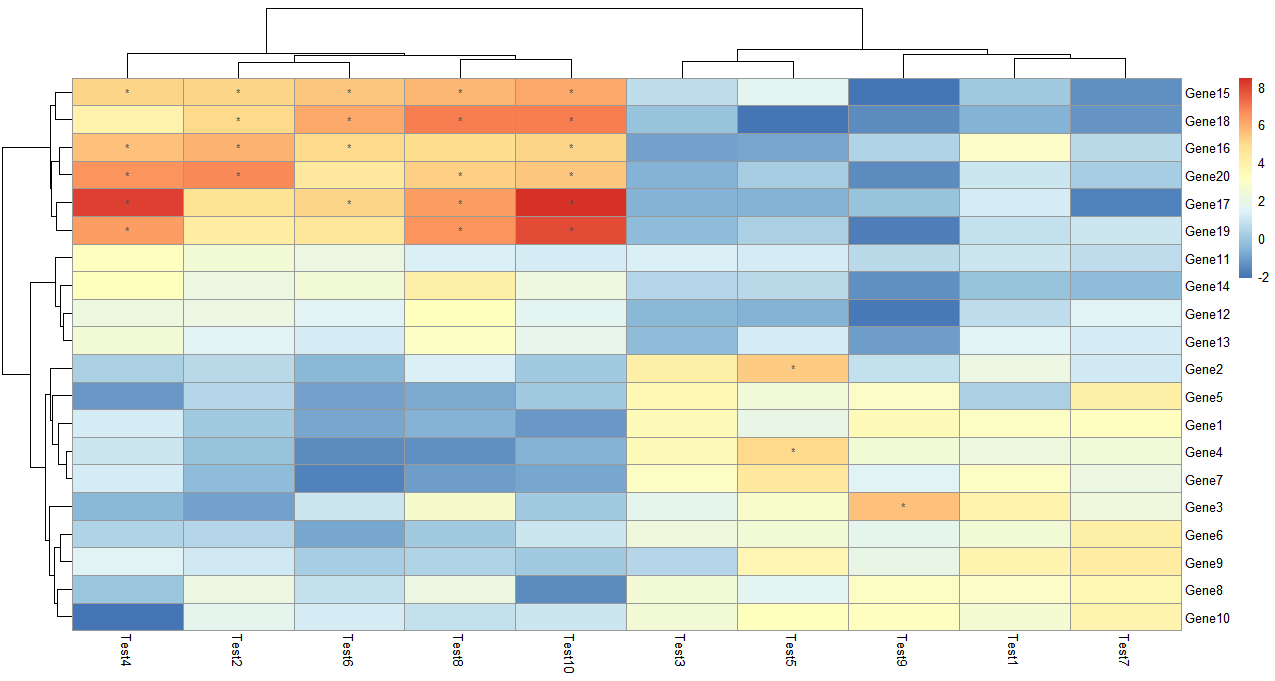 * * * * * Gene15
* * * * Gene18
* * * * Gene16
* * * * Gene20
* * * * Gene17
* * * Gene19
Gene11
Gene14
Gene12
Gene13
* Gene2
Gene5
Gene1
* Gene4
Gene7
* Gene3
Gene6
Gene9
Gene8
Gene10
Test4
Test2
Test6
Test8
Test10
Test3
Test5
Test9
Test1
Test7
8
6
4
2
0
-2